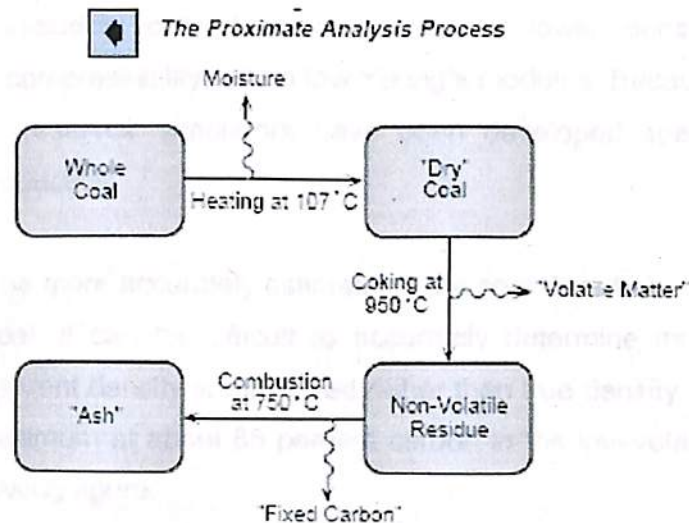 The Proximate Analysis Process
Moisture
Whole
Coal
Heating at 107°C
"Dry"
Coal
Coking at
950°C
"Volatile Matter"
Non-Volatile
Residue
Combustion
at 750°C
"Ash"
"Fixed Carbon"